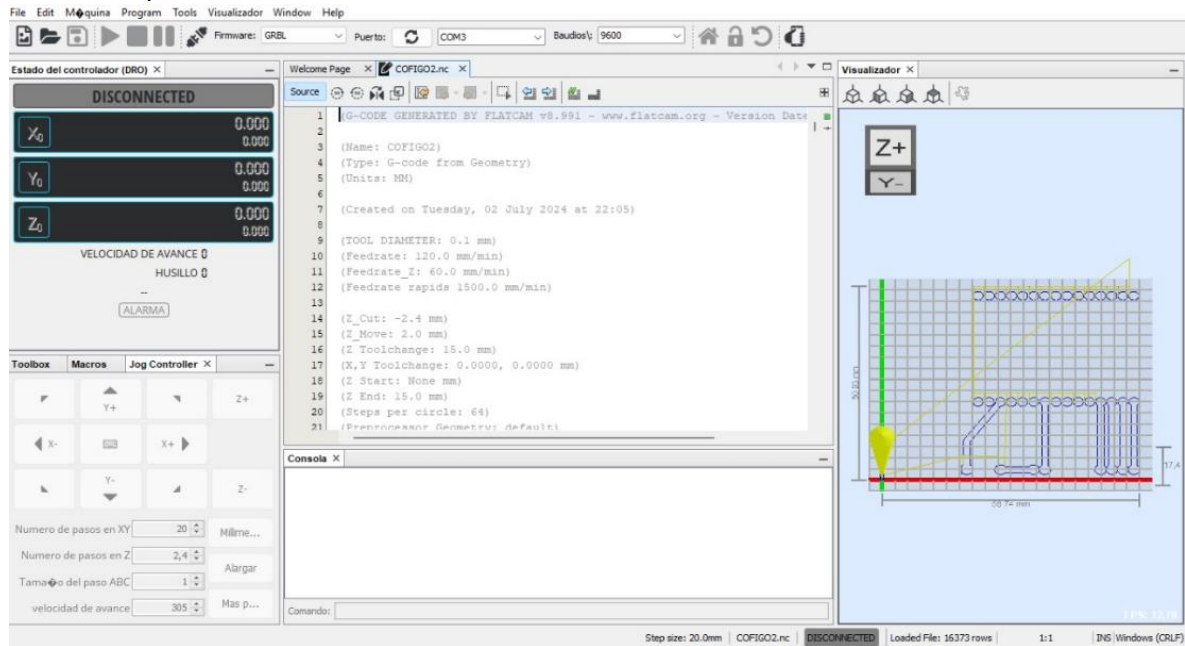 File Edit M�quina Program Tools Visualizador Window Help
Firmware: GRBL Puerto: COM3 Baudios\: 9600
Estado del controlador (DRO) ×
DISCONNECTED
X0 0.000
0.000
Y0 0.000
0.000
Z0 0.000
0.000
VELOCIDAD DE AVANCE 0
HUSILLO 0
--
ALARMA
Toolbox Macros Jog Controller ×
Y+ Z+
X- X+
Y- Z-
Numero de pasos en XY 20 Milime...
Numero de pasos en Z 2,4
Alargar
Tama�o del paso ABC 1
velocidad de avance 305 Mas p...
Welcome Page × COFIGO2.nc ×
Source
1 (G-CODE GENERATED BY FLATCAM v8.991 - www.flatcam.org - Version Date
2
3 (Name: COFIGO2)
4 (Type: G-code from Geometry)
5 (Units: MM)
6
7 (Created on Tuesday, 02 July 2024 at 22:05)
8
9 (TOOL DIAMETER: 0.1 mm)
10 (Feedrate: 120.0 mm/min)
11 (Feedrate_Z: 60.0 mm/min)
12 (Feedrate rapids 1500.0 mm/min)
13
14 (Z_Cut: -2.4 mm)
15 (Z_Move: 2.0 mm)
16 (Z Toolchange: 15.0 mm)
17 (X,Y Toolchange: 0.0000, 0.0000 mm)
18 (Z Start: None mm)
19 (Z End: 15.0 mm)
20 (Steps per circle: 64)
21 (Preprocessor Geometry: default)
Consola ×
Comando:
Visualizador ×
Z+
Y-
17,4
mm
Step size: 20.0mm COFIGO2.nc DISCONNECTED Loaded File: 16373 rows 1:1 INS Windows (CRLF)